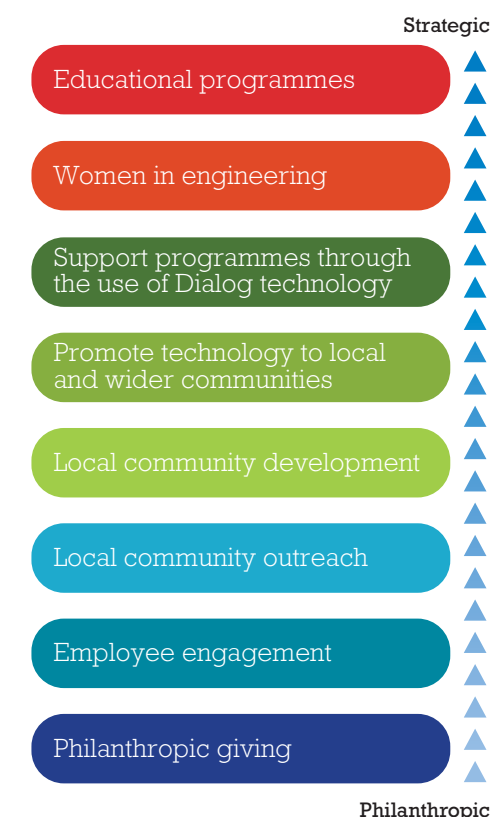 Strategic
Educational programmes
Women in engineering
Support programmes through
the use of Dialog technology
Promote technology to local
and wider communities
Local community development
Local community outreach
Employee engagement
Philanthropic giving
Philanthropic